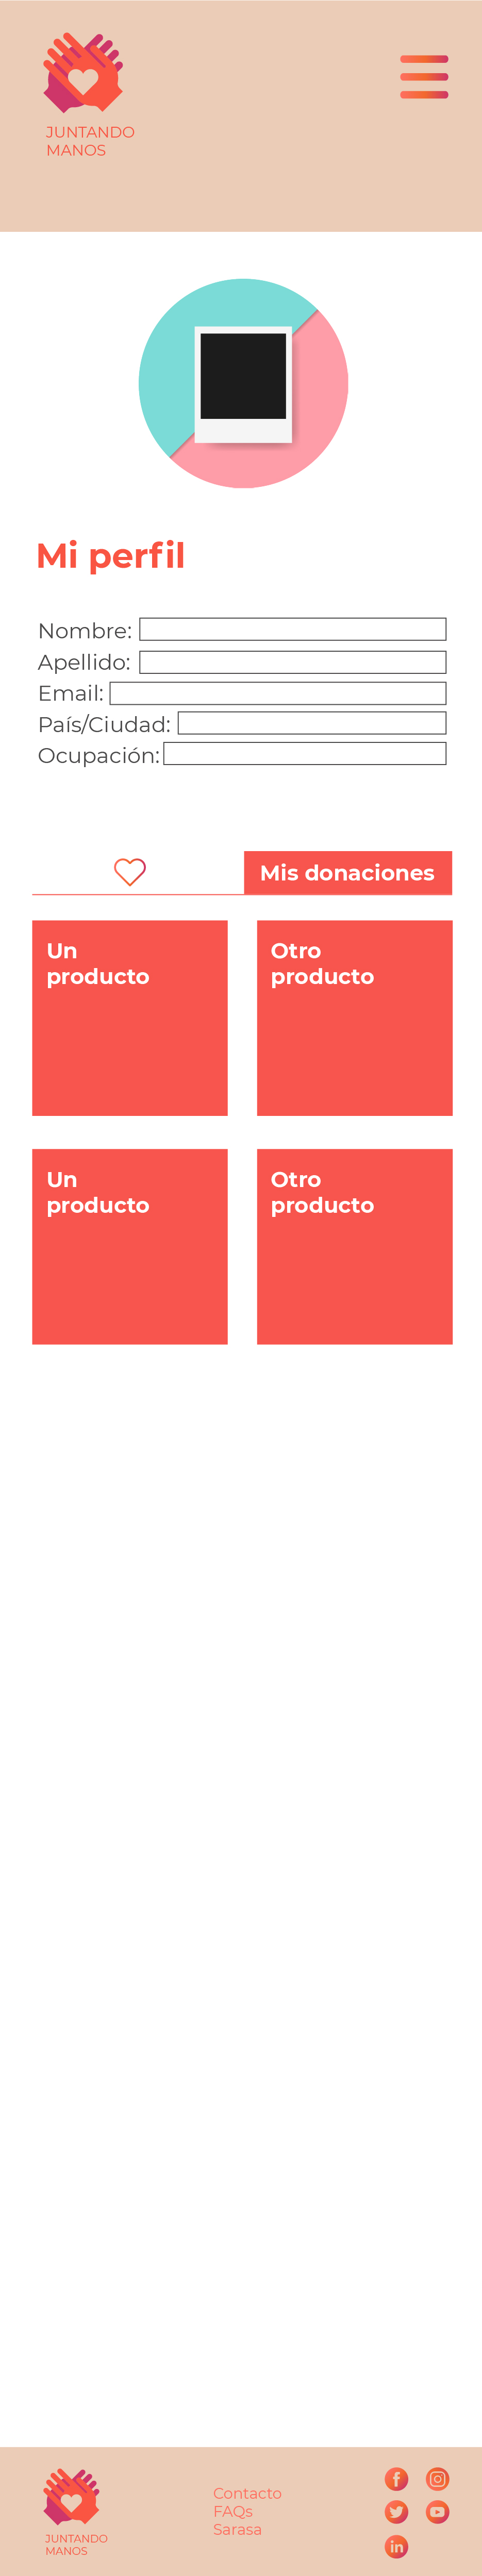 JUNTANDO
MANOS
Mi perfil
Nombre:
Apellido:
Email:
País/Ciudad:
Ocupación:
Mis donaciones
Un
producto
Otro
producto
Un
producto
Otro
producto
JUNTANDO
MANOS
Contacto
FAQs
Sarasa
f
in